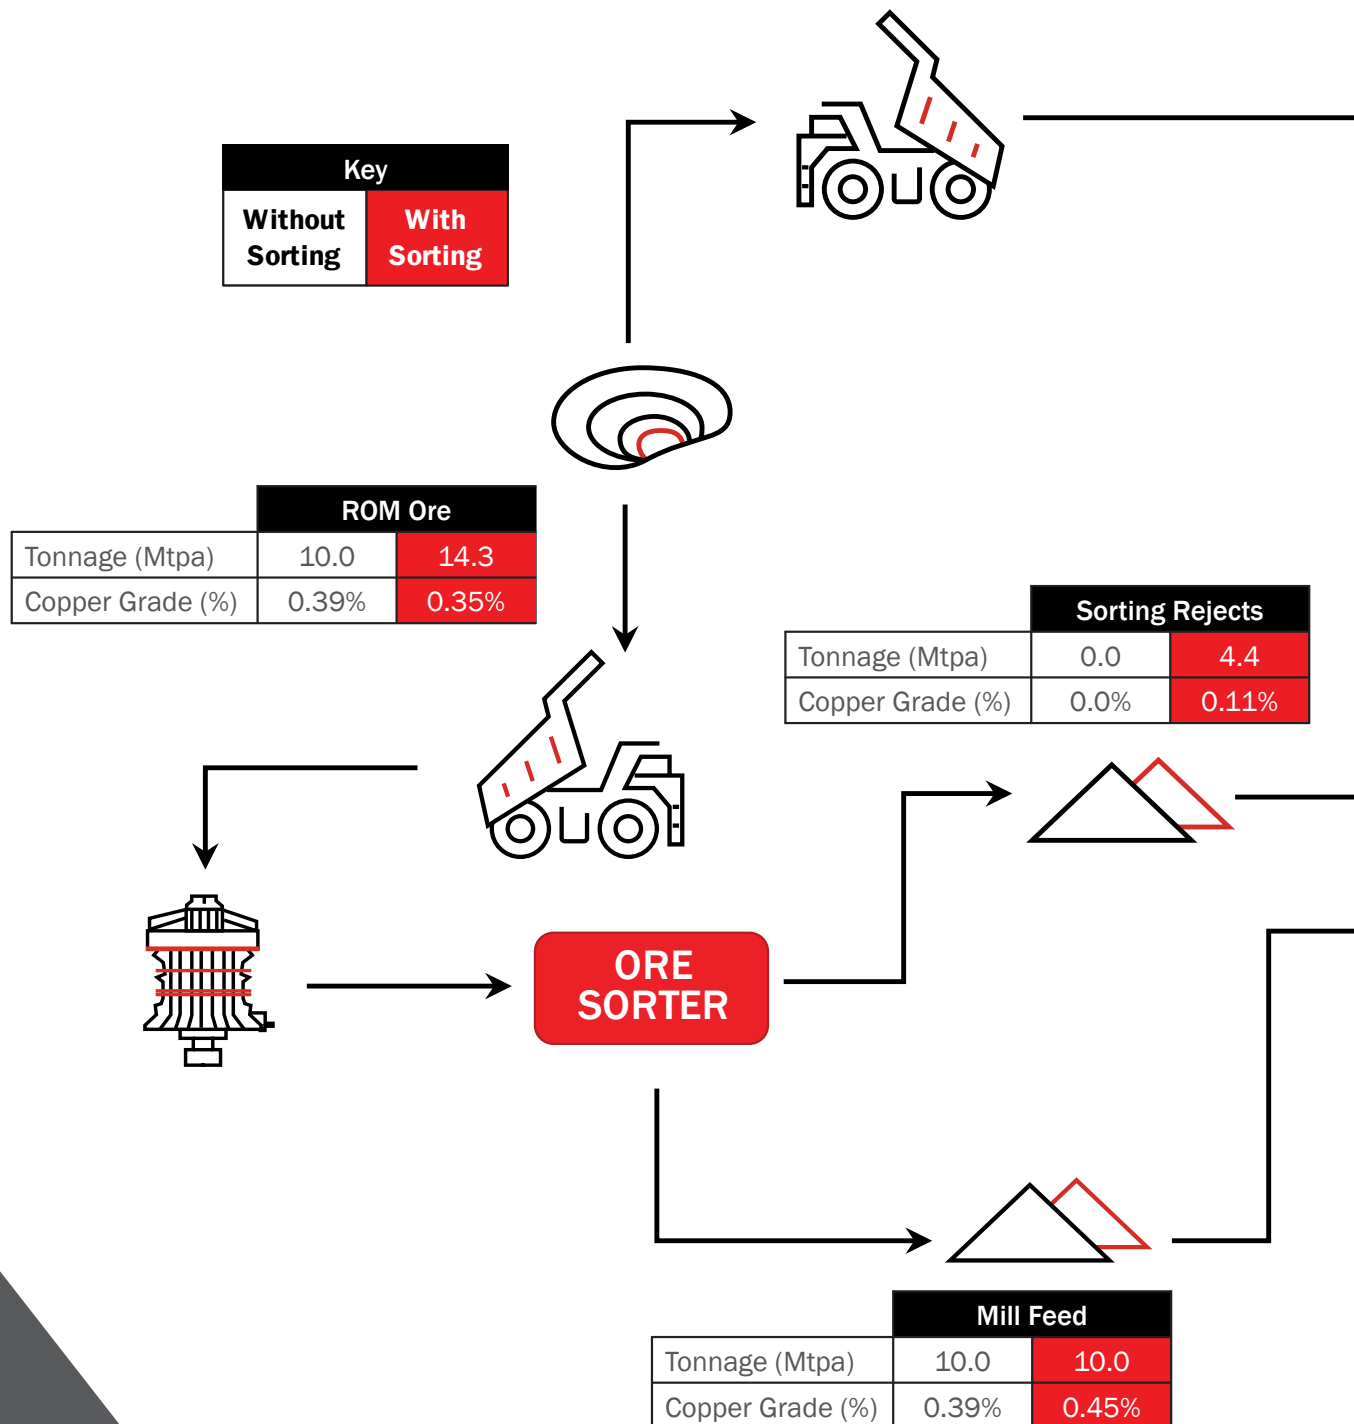 Key
Without Sorting
With Sorting
ROM Ore
Tonnage (Mtpa) 10.0 14.3
Copper Grade (%) 0.39% 0.35%
Sorting Rejects
Tonnage (Mtpa) 0.0 4.4
Copper Grade (%) 0.0% 0.11%
ORE
SORTER
Mill Feed
Tonnage (Mtpa) 10.0 10.0
Copper Grade (%) 0.39% 0.45%